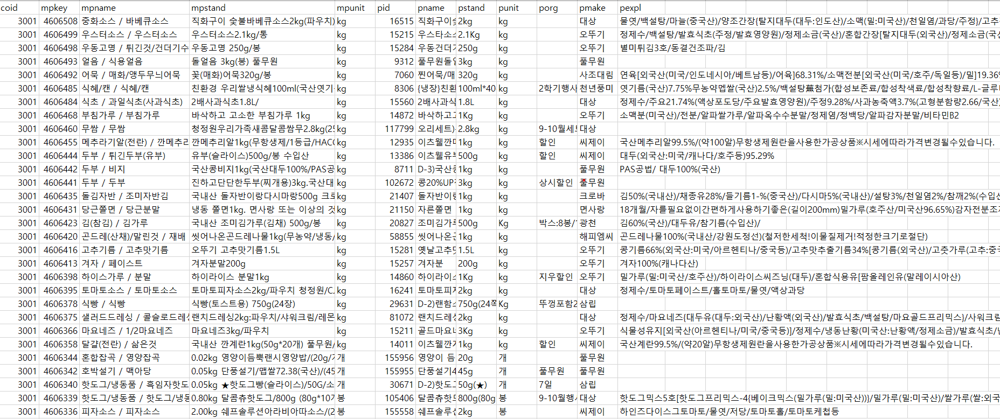 coid mpkey mpname mpstand mpunit pid pname pstand punit porg pmake pexpl
3001 4606508 중화소스 / 바베큐소스 직화구이 숯불바베큐소스2kg(파우치) kg 16515 직화구이숯 2kg kg 대상 물엿/백설탕/마늘(중국산)/양조간장{탈지대두(대두:인도산)/소맥(밀:미국산)/천일염/과당/주정}/고추
3001 4606499 우스터소스 / 우스터소스 우스터소스2.1kg/통 kg 15215 우스타소스 2.1Kg kg 오뚜기 정제수/백설탕/발효식초(주정/발효영양원)/정제소금(국산)/혼합간장[탈지대두(외국산)/정제소금(국산
3001 4606498 우동고명 / 튀긴것/건더기수 우동고명 250g/봉 kg 15284 우동건더기 250g kg 오뚜기 별미튀김3호/동결건조파/김
3001 4606493 얼음 / 식용얼음 돌얼음 3kg(봉) 풀무원 kg 9312 풀무원돌얼 3kg kg 풀무원
3001 4606492 어묵 / 매화/앵두무늬어묵 꽃(매화)어묵320g/봉 kg 7060 찐어묵/매 320g kg 사조대림 연육[외국산(미국/인도네시아/베트남등)/어육]68.31%/소맥전분[외국산(미국/호주/독일등)/밀]19.36%
3001 4606485 식혜/캔 / 식혜/캔 친환경 우리쌀냉식혜100ml(국산엿기 kg 8306 {냉장}친환 100ml*40 kg 2학기행사 천년풍미 엿기름(국산)7.75%무농약멥쌀(국산)2.5%/백설탕無첨가(합성보존료/합성착색료/합성착향료/L-글루
3001 4606484 식초 / 과일식초(사과식초) 2배사과식초1.8L/ kg 15560 2배사과식 1.8L kg 대상 정제수/주요21.74%(액상포도당/주요발효영양원)/주정9.28%/사과농축액3.7%(고형분함량2.66/국산)
3001 4606468 부침가루 / 부침가루 바삭하고 고소한 부침가루 1kg kg 14872 바삭하고고 1Kg kg 오뚜기 소맥분(미국산)/전분/알파쌀가루/알파옥수수분말/정제염/정백당/알파감자분말/비타민B2
3001 4606460 무쌈 / 무쌈 청정원우리가족새콤달콤쌈무2.8kg(25 kg 117799 오리세트) 2.8kg kg 9-10월세트 대상
3001 4606455 메추라기알(전란) / 깐메추리 깐메추리알1kg(무항생제/1등급/HACC kg 12935 이츠웰깐메 1kg kg 할인 씨제이 국산메추리알99.5%/(약100알)무항생제원란을사용한가공상품※시세에따라가격변경될수있습니다.
3001 4606444 두부 / 튀긴두부(유부) 유부(슬라이스)500g/봉 수입산 kg 13386 이츠웰유부 500g kg 할인 씨제이 대두(외국산:미국/캐나다/호주등)95.29%
3001 4606442 두부 / 비지 국산콩비지1kg(국산대두100%/PAS공 kg 8711 D-3)국산콩 1kg kg 풀무원 PAS공법/ 대두100%(국산)
3001 4606441 두부 / 두부 진하고단단한두부(찌개용)3kg.국산대 kg 102672 콩20%UP 3kg kg 상시할인 풀무원
3001 4606435 돌김자반 / 조미자반김 국내산 돌자반이랑다시마랑500g 크로 kg 21407 돌자반이랑 1kg kg 크로바 김50%(국내산)/채종유28%/들기름1-%(중국산)/다시마5%(국내산)/설탕3%/천일염2%/참깨2%(수입산
3001 4606431 당근쫄면 / 당근분말 냉동 쫄면1kg. 면사랑 또는 이상의 것 kg 21150 자른쫄면 1kg kg 면사랑 18개월/자를필요없이간편하게사용하기좋은(길이200mm)밀가루(호주산/미국산96.65%)감자전분조
3001 4606423 김(참김) / 김가루 국내산 조미김가루(김채) 500g/봉 kg 20827 조미김가루 500g Kg 박스:8봉/ 광천 김60%(국산)/대두유/참기름(수입산)/
3001 4606420 곤드레(산채)/말린것 / 재배 씻어나온곤드레나물1kg(무농약/냉동/ kg 58855 씻어나온곤 1kg kg 해피엠씨 곤드레나물100%(국내산/강원도정선)(철저한세척!이물질제거!적정한크기로절단)
3001 4606416 고추기름 / 고추맛기름 오뚜기 고추맛기름1.5L kg 15281 옛날고추맛 1.5L kg 오뚜기 콩기름66%(외국산:미국/아르헨티나/중국등)/고추맛추출기름34%[콩기름(외국산)/고춧가루(고추:중국
3001 4606413 겨자 / 페이스트 겨자분말200g kg 15257 겨자분 200g kg 오뚜기 겨자100%(캐나다산)
3001 4606398 하이스가루 / 분말 하이라이스 분말1kg kg 14860 하이라이스 1Kg kg 지우할인 오뚜기 밀가루(밀:미국산/호주산)/하이라이스씨즈닝(대두)/혼합식용유[팜올레인유(말레이시아산)
3001 4606395 토마토소스 / 토마토소스 토마토피자소스2kg/파우치 청정원/CJ kg 16241 토마토피자 2kg kg 대상 정제수/토마토페이스트/홀토마토/물엿/액상과당
3001 4606378 식빵 / 식빵 식빵(토스트용) 750g(24장) kg 29631 D-2)랜함스 750g(24쪽 Kg 뚜껑포함2 삼립
3001 4606375 샐러드드레싱 / 콜슬로드레싱 랜치드레싱2kg:파우치/샤워크림/레몬 kg 81072 랜치드레싱 2kg kg 대상 정제수/마요네즈{대두유(대두:외국산)/난황액(외국산)/발효식초/백설탕/마요골드프리믹스}/사워크림
3001 4606366 마요네즈 / 1/2마요네즈 마요네즈3kg/파우치 kg 15211 골드마요네 3Kg kg 오뚜기 식물성유지[외국산(아르헨티나/미국/중국등)]/정제수/냉동난황(미국산:난황액/정제소금)/발효식초/난
3001 4606358 달걀(전란) / 삶은것 국내산 깐계란1kg(50g*20개) 풀무원/ kg 14011 이츠웰깐계 1kg kg 할인 씨제이 국산계란99.5%/(약20알)무항생제원란을사용한가공상품※시세에따라가격변경될수있습니다.
3001 4606344 혼합잡곡 / 영양잡곡 0.02kg 영양이듬뿍랜시영양밥/(20g/개 개 155956 영양이 듬 20g 개 풀무원
3001 4606342 호박설기 / 맥아당 0.05kg 단풍설기/맵쌀72.38(국산)/(45 개 155955 단풍설기4 45g 개 풀무원 풀무원
3001 4606340 핫도그/냉동품 / 흑임자핫도 0.05kg ★핫도그빵(슬라이스)/50G/소 개 30671 D-2)핫도그 50g(★) 개 7일 삼립
3001 4606339 핫도그/냉동품 / 핫도그/냉동 0.80kg 달콤츄핫도그/800g (80g*10개 봉 105406 달콤츄핫도 800g(80g 봉 9-10월행사 대상 핫도그믹스5호[핫도그프리믹스-4{베이크믹스(밀가루(밀:미국산))}/밀가루(밀:미국산)/쌀가루(쌀:외국
3001 4606336 피자소스 / 피자소스 2.00kg 쉐프솔루션아라비아따소스/(2 봉 155558 쉐프솔루션 2kg 봉 씨제이 하인즈다이스그토마토/물엿/저당/토마토홀/토마토케첩등